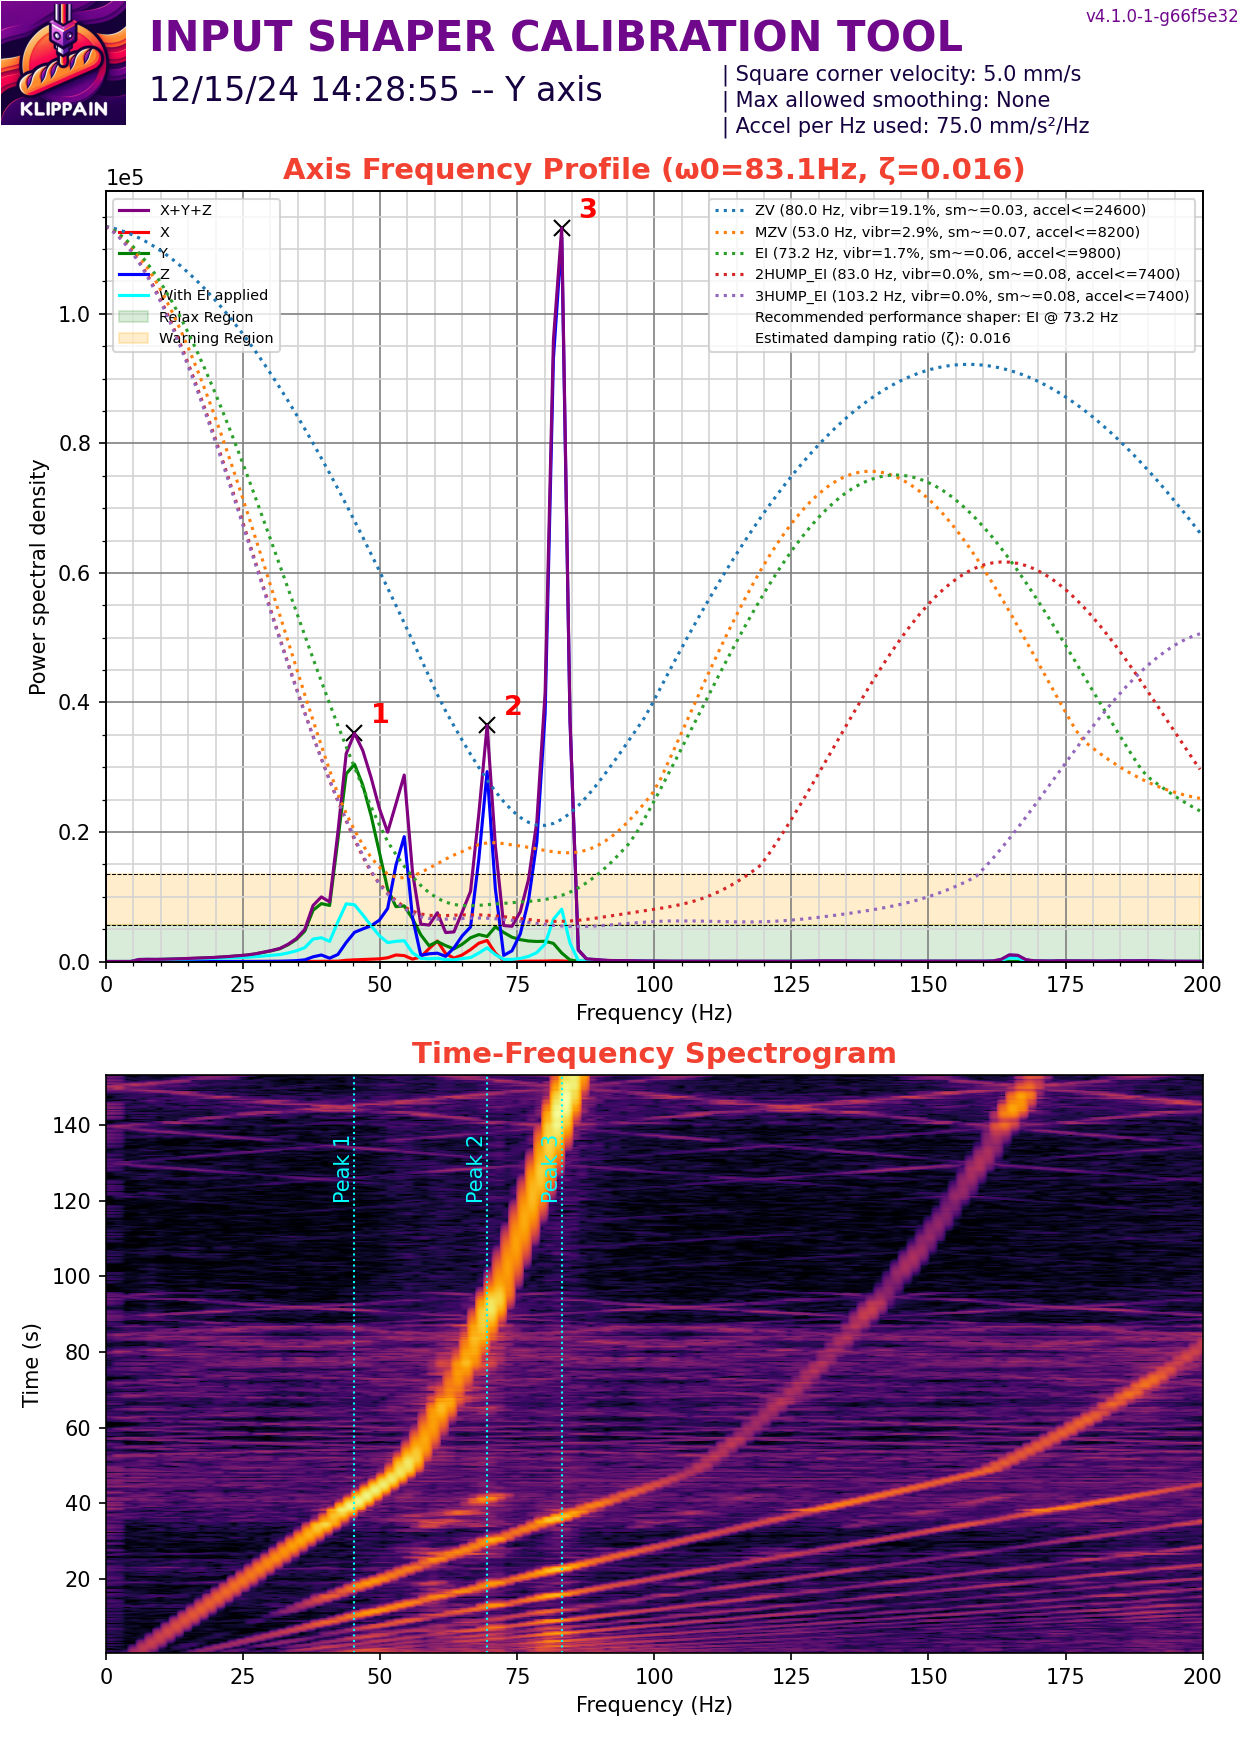 v4.1.0-1-g66f5e32
INPUT SHAPER CALIBRATION TOOL
12/15/24 14:28:55 -- Y axis
| Square corner velocity: 5.0 mm/s
| Max allowed smoothing: None
| Accel per Hz used: 75.0 mm/s²/Hz
KLIPPAIN
Axis Frequency Profile (ω0=83.1Hz, ζ=0.016)
1e5
X+Y+Z
X
Y
Z
With EI applied
Relax Region
Warning Region
ZV (80.0 Hz, vibr=19.1%, sm~=0.03, accel<=24600)
MZV (53.0 Hz, vibr=2.9%, sm~=0.07, accel<=8200)
EI (73.2 Hz, vibr=1.7%, sm~=0.06, accel<=9800)
2HUMP_EI (83.0 Hz, vibr=0.0%, sm~=0.08, accel<=7400)
3HUMP_EI (103.2 Hz, vibr=0.0%, sm~=0.08, accel<=7400)
Recommended performance shaper: EI @ 73.2 Hz
Estimated damping ratio (ζ): 0.016
3
2
1
Power spectral density
1.0
0.8
0.6
0.4
0.2
0.0
0 25 50 75 100 125 150 175 200
Frequency (Hz)
Time-Frequency Spectrogram
Time (s)
140
120
100
80
60
40
20
Peak 1
Peak 2
Peak 3
0 25 50 75 100 125 150 175 200
Frequency (Hz)